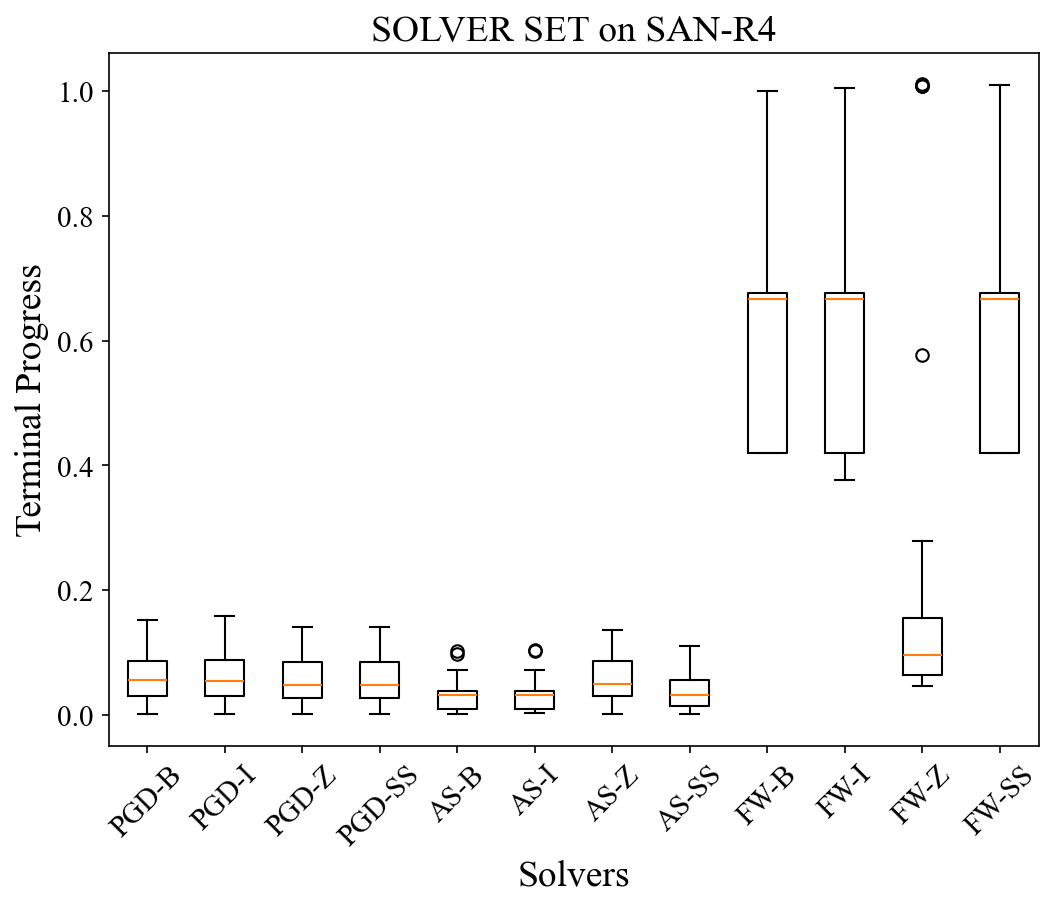 SOLVER SET on SAN-R4
Terminal Progress
1.0
0.8
0.6
0.4
0.2
0.0
PGD-B
PGD-I
PGD-Z
PGD-SS
AS-B
AS-I
AS-Z
AS-SS
FW-B
FW-I
FW-Z
FW-SS
Solvers